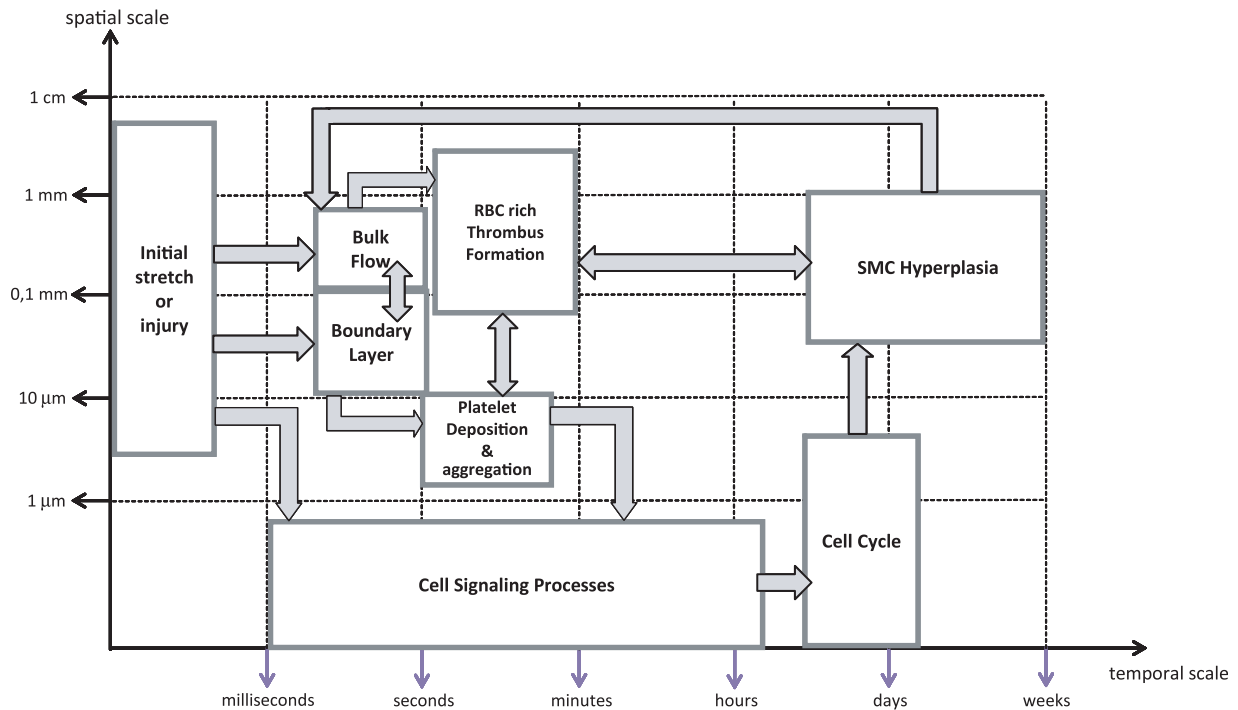 spatial scale
1 cm
1 mm
0,1 mm
10 μm
1 μm
Initial
stretch
or
injury
Bulk
Flow
Boundary
Layer
RBC rich
Thrombus
Formation
Platelet
Deposition
&
aggregation
SMC Hyperplasia
Cell Cycle
Cell Signaling Processes
temporal scale
milliseconds
seconds
minutes
hours
days
weeks